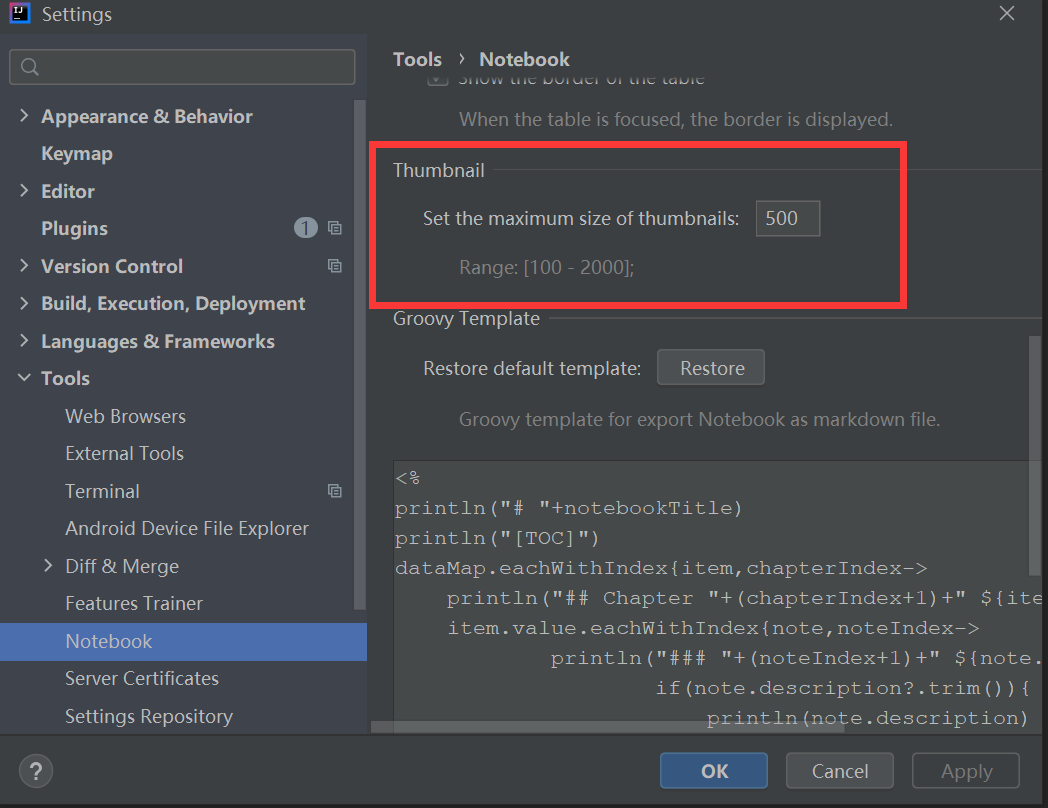 Settings
Tools › Notebook
Appearance & Behavior
Keymap
Editor
Plugins 1
Version Control
Build, Execution, Deployment
Languages & Frameworks
Tools
Web Browsers
External Tools
Terminal
Android Device File Explorer
Diff & Merge
Features Trainer
Notebook
Server Certificates
Settings Repository
Show the border of the table
When the table is focused, the border is displayed.
Thumbnail
Set the maximum size of thumbnails: 500
Range: [100 - 2000];
Groovy Template
Restore default template: Restore
Groovy template for export Notebook as markdown file.
<%
println("# "+notebookTitle)
println("[TOC]")
dataMap.eachWithIndex{item,chapterIndex->
println("## Chapter "+(chapterIndex+1)+" ${ite
item.value.eachWithIndex{note,noteIndex->
println("### "+(noteIndex+1)+" ${note.
if(note.description?.trim()){
println(note.description)
?
OK
Cancel
Apply